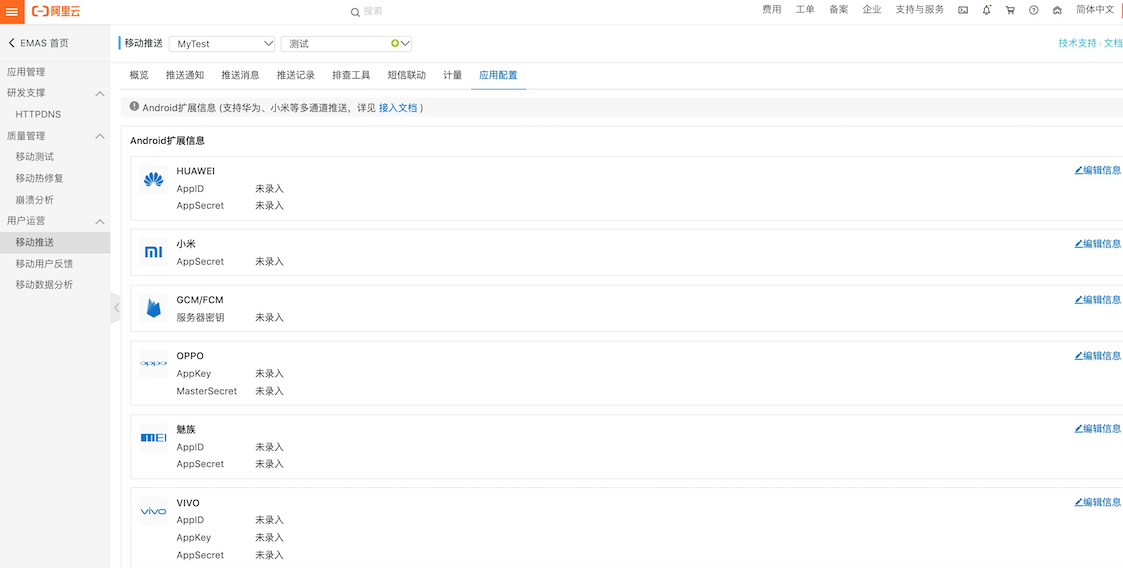 阿里云
搜索
费用 工单 备案 企业 支持与服务 简体中文
EMAS 首页
移动推送 MyTest 测试
技术支持 | 文档
应用管理
研发支撑
HTTPDNS
质量管理
移动测试
移动热修复
崩溃分析
用户运营
移动推送
移动用户反馈
移动数据分析
概览 推送通知 推送消息 推送记录 排查工具 短信联动 计量 应用配置
Android扩展信息 (支持华为、小米等多通道推送，详见 接入文档 )
Android扩展信息
HUAWEI
编辑信息
AppID 未录入
AppSecret 未录入
小米
编辑信息
AppSecret 未录入
GCM/FCM
编辑信息
服务器密钥 未录入
oppo
OPPO
编辑信息
AppKey 未录入
MasterSecret 未录入
魅族
编辑信息
AppID 未录入
AppSecret 未录入
vivo
VIVO
编辑信息
AppID 未录入
AppKey 未录入
AppSecret 未录入